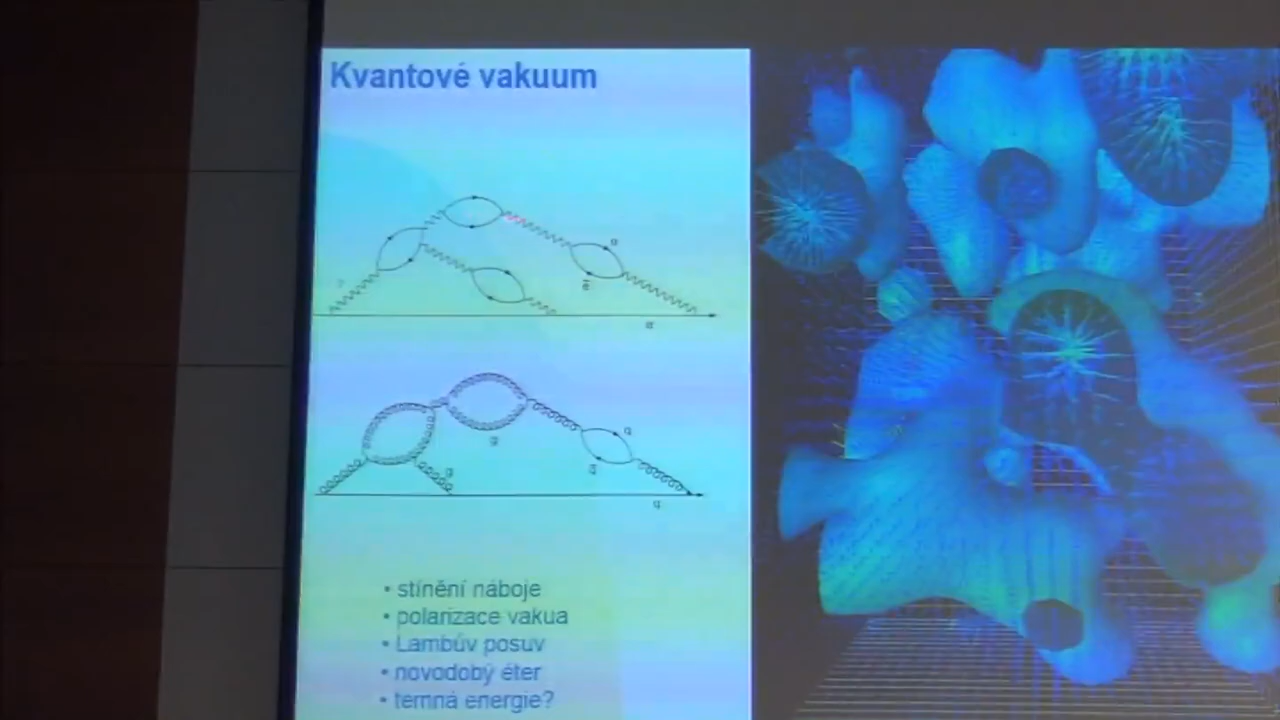 Kvantové vakuum
g
g
q
q
• stínění náboje
• polarizace vakua
• Lambův posuv
• novodobý éter
• temná energie?